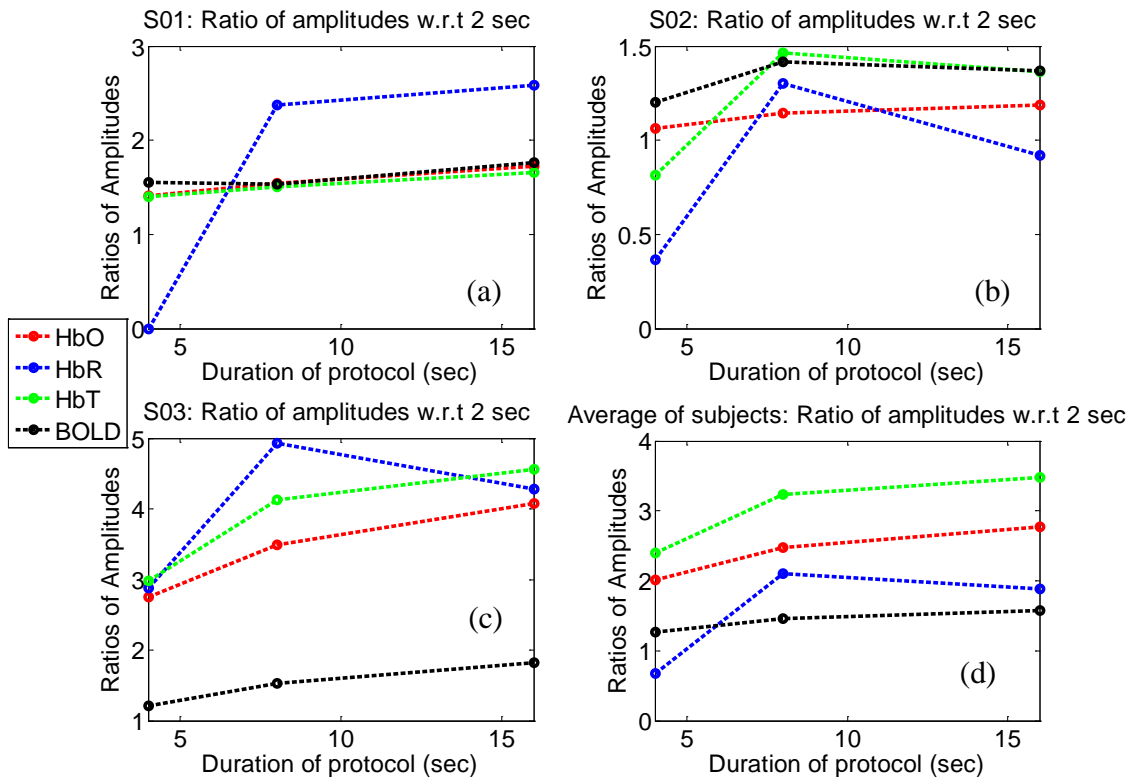 S01: Ratio of amplitudes w.r.t 2 sec
Ratios of Amplitudes
3
2
1
0
(a)
5
10
15
Duration of protocol (sec)
S02: Ratio of amplitudes w.r.t 2 sec
Ratios of Amplitudes
1.5
1
0.5
0
(b)
5
10
15
Duration of protocol (sec)
HbO
HbR
HbT
BOLD
S03: Ratio of amplitudes w.r.t 2 sec
Ratios of Amplitudes
5
4
3
2
1
(c)
5
10
15
Duration of protocol (sec)
Average of subjects: Ratio of amplitudes w.r.t 2 sec
Ratios of Amplitudes
4
3
2
1
0
(d)
5
10
15
Duration of protocol (sec)